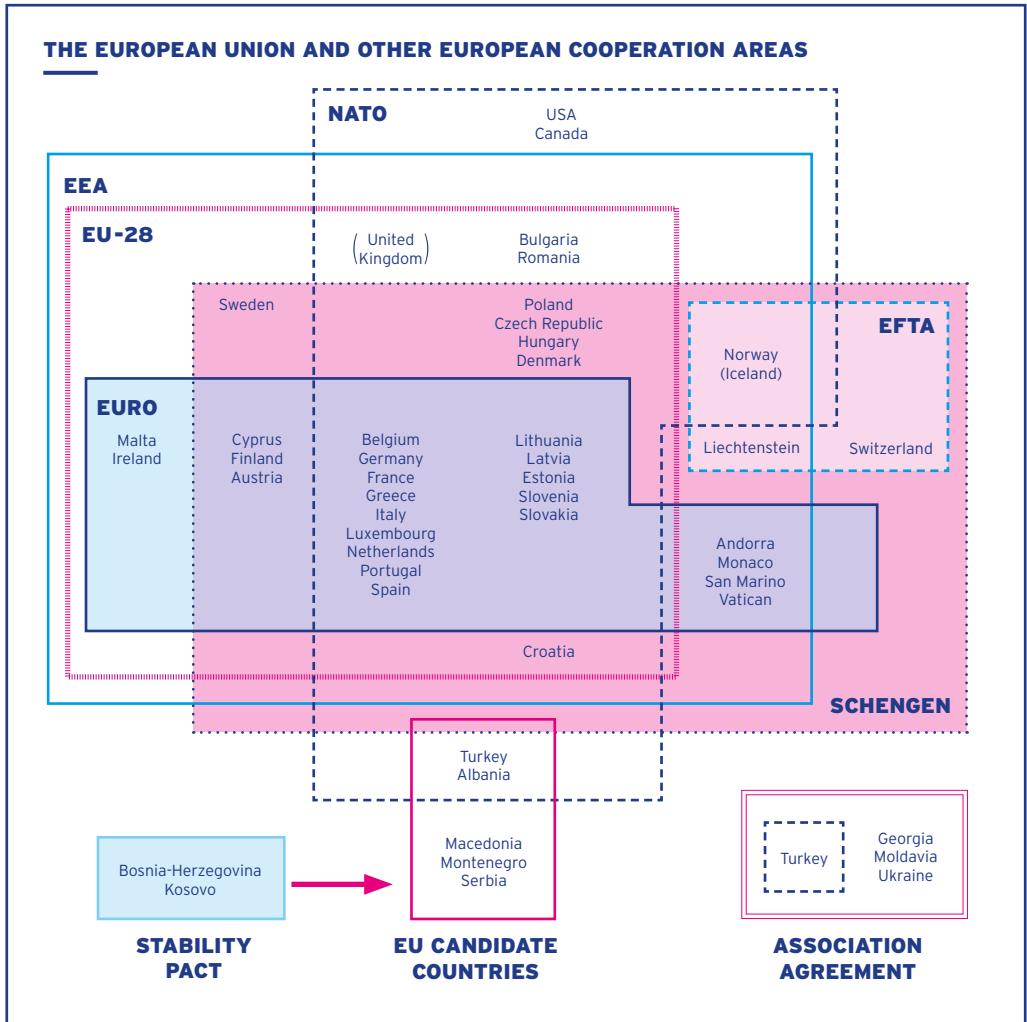 THE EUROPEAN UNION AND OTHER EUROPEAN COOPERATION AREAS
NATO
USA
Canada
EEA
EU-28
(United
Kingdom)
Bulgaria
Romania
Sweden
Poland
Czech Republic
Hungary
Denmark
EFTA
Norway
(Iceland)
Liechtenstein
Switzerland
EURO
Malta
Ireland
Cyprus
Finland
Austria
Belgium
Germany
France
Greece
Italy
Luxembourg
Netherlands
Portugal
Spain
Lithuania
Latvia
Estonia
Slovenia
Slovakia
Andorra
Monaco
San Marino
Vatican
Croatia
SCHENGEN
Turkey
Albania
Macedonia
Montenegro
Serbia
Bosnia-Herzegovina
Kosovo
Turkey
Georgia
Moldavia
Ukraine
STABILITY
PACT
EU CANDIDATE
COUNTRIES
ASSOCIATION
AGREEMENT